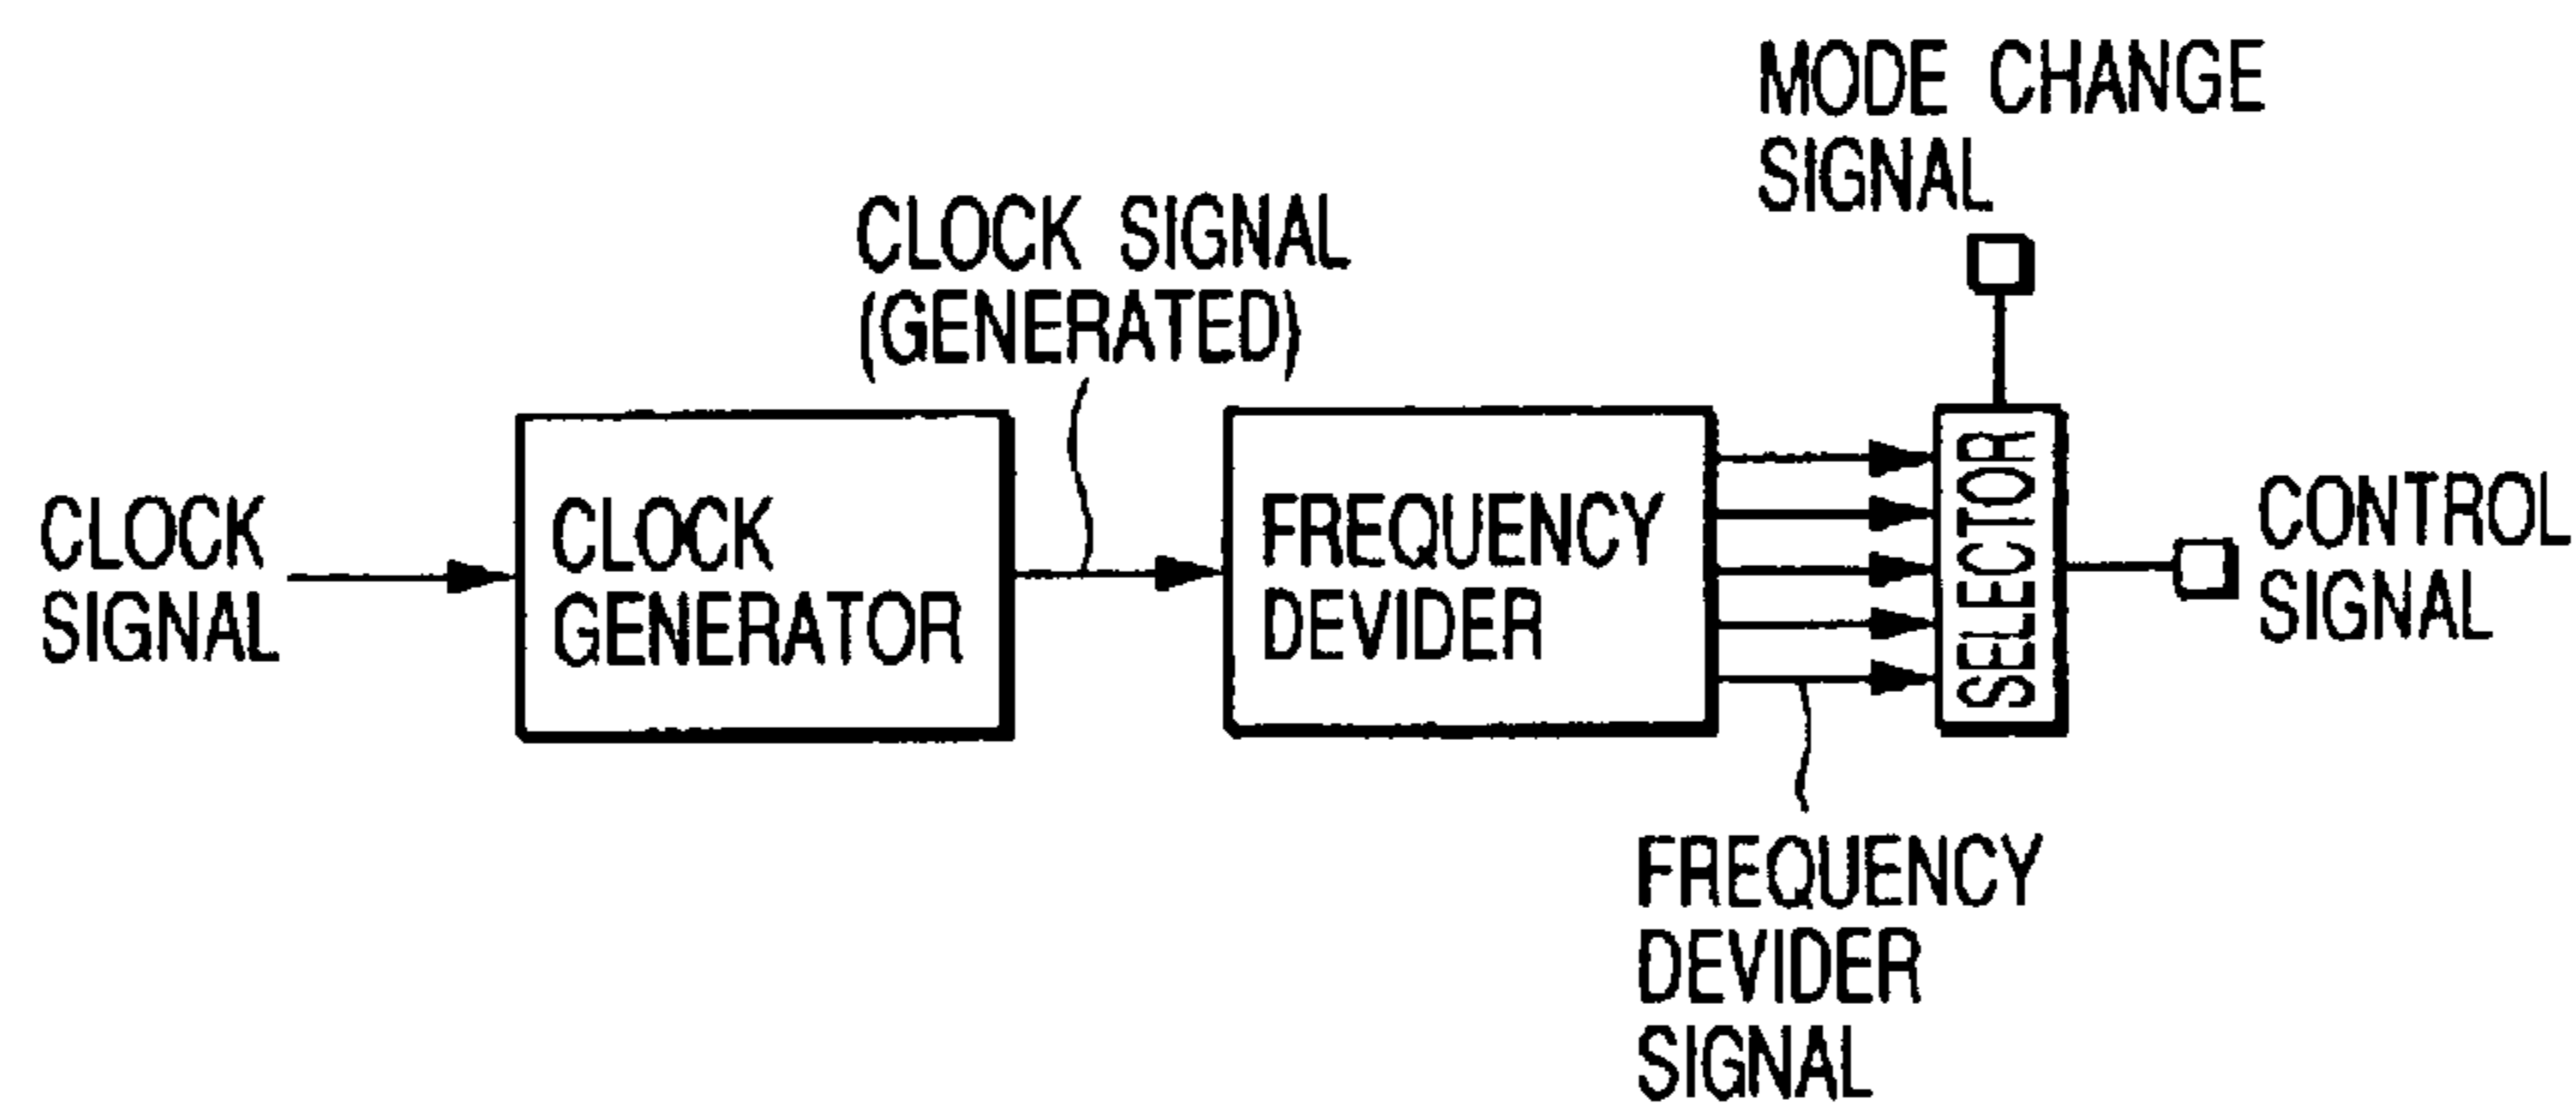 MODE CHANGE
SIGNAL
CLOCK SIGNAL
(GENERATED)
CLOCK
SIGNAL
CLOCK
GENERATOR
FREQUENCY
DEVIDER
SELECTOR
CONTROL
SIGNAL
FREQUENCY
DEVIDER
SIGNAL